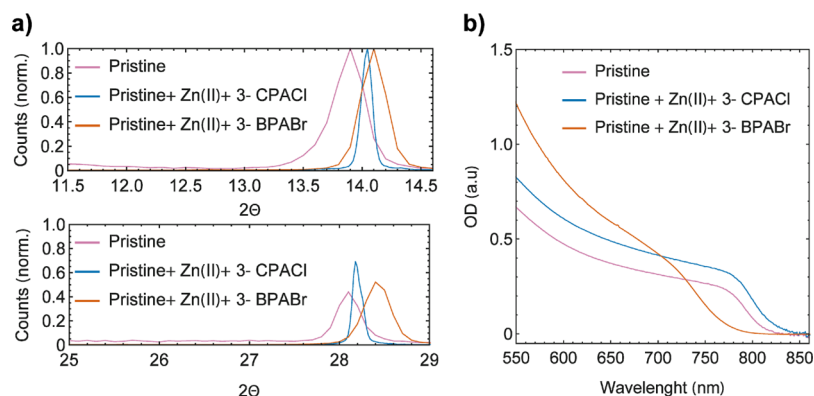 a)
Counts (norm.)
1.0
0.8
0.6
0.4
0.2
0
Pristine
Pristine+ Zn(II)+ 3- CPACl
Pristine+ Zn(II)+ 3- BPABr
11.5 12.0 12.5 13.0 13.5 14.0 14.5
2Θ
Counts (norm.)
1.0
0.8
0.6
0.4
0.2
0
Pristine
Pristine+ Zn(II)+ 3- CPACl
Pristine+ Zn(II)+ 3- BPABr
25 26 27 28 29
2Θ
b)
OD (a.u)
1.5
1.0
0.5
0
Pristine
Pristine + Zn(II)+ 3- CPACl
Pristine + Zn(II)+ 3- BPABr
550 600 650 700 750 800 850
Wavelenght (nm)